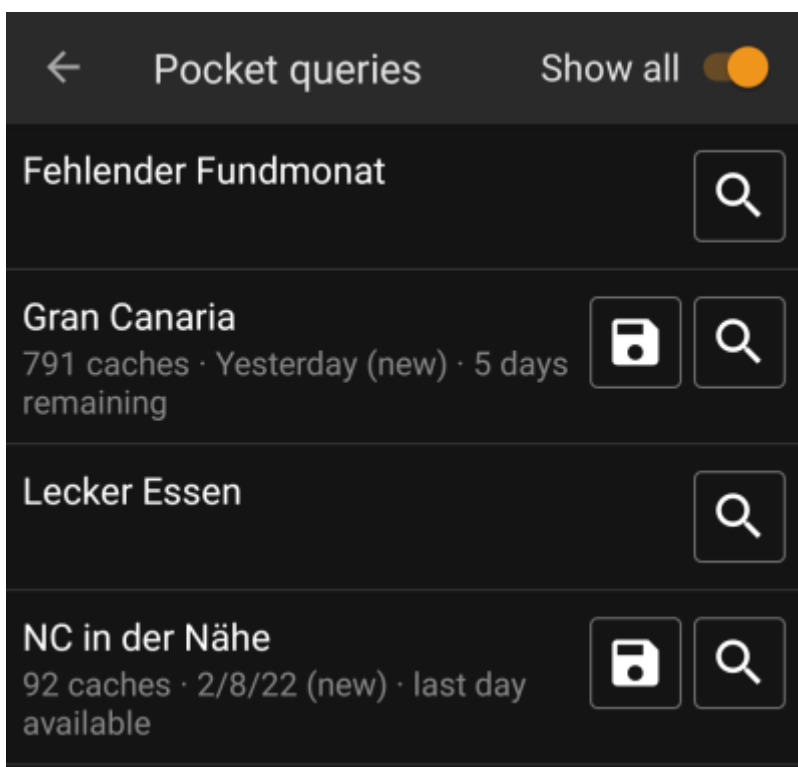 Pocket queries Show all
Fehlender Fundmonat
Gran Canaria
791 caches · Yesterday (new) · 5 days
remaining
Lecker Essen
NC in der Nähe
92 caches · 2/8/22 (new) · last day
available